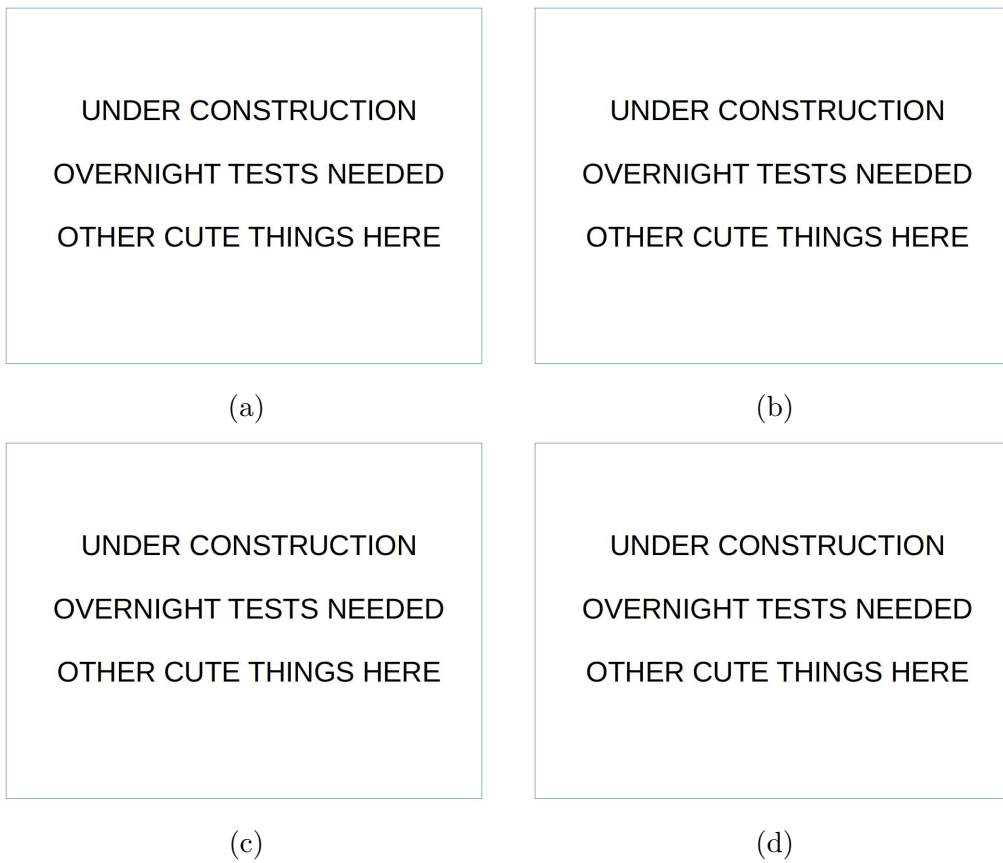 UNDER CONSTRUCTION
OVERNIGHT TESTS NEEDED
OTHER CUTE THINGS HERE
(a)
UNDER CONSTRUCTION
OVERNIGHT TESTS NEEDED
OTHER CUTE THINGS HERE
(b)
UNDER CONSTRUCTION
OVERNIGHT TESTS NEEDED
OTHER CUTE THINGS HERE
(c)
UNDER CONSTRUCTION
OVERNIGHT TESTS NEEDED
OTHER CUTE THINGS HERE
(d)